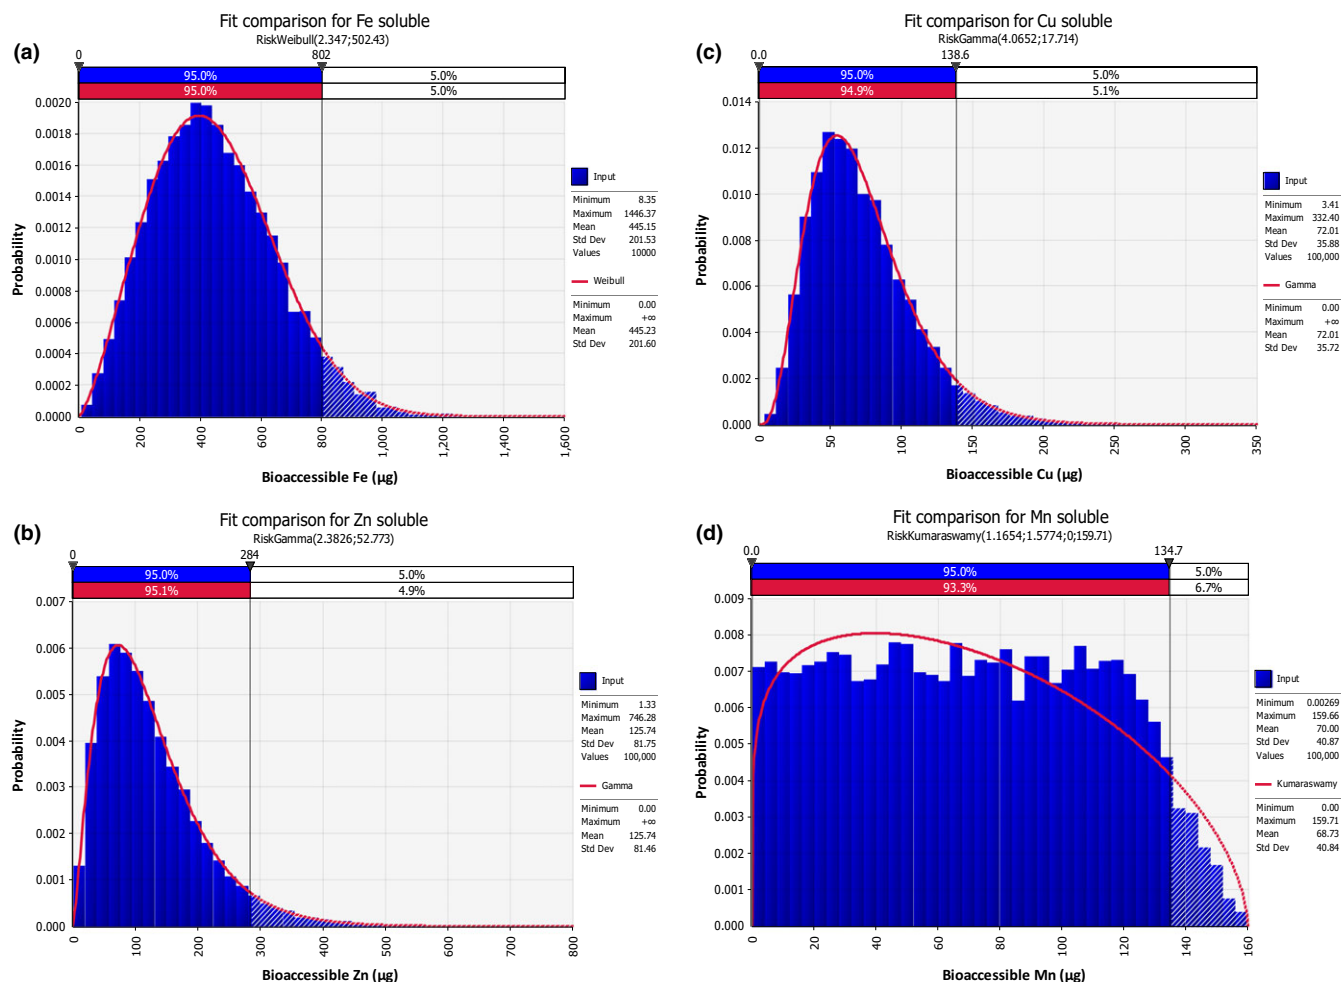 (a)
Fit comparison for Fe soluble
RiskWeibull(2.347;502.43)
0 802
95.0% 5.0%
95.0% 5.0%
0.0020
0.0018
0.0016
0.0014
0.0012
0.0010
0.0008
0.0006
0.0004
0.0002
0.0000
Probability
0 200 400 600 800 1,000 1,200 1,400 1,600
Bioaccessible Fe (µg)
Input
Minimum 8.35
Maximum 1446.37
Mean 445.15
Std Dev 201.53
Values 10000
Weibull
Minimum 0.00
Maximum +∞
Mean 445.23
Std Dev 201.60
(c)
Fit comparison for Cu soluble
RiskGamma(4.0652;17.714)
0.0 138.6
95.0% 5.0%
94.9% 5.1%
0.014
0.012
0.010
0.008
0.006
0.004
0.002
0.000
Probability
0 50 100 150 200 250 300 350
Bioaccessible Cu (µg)
Input
Minimum 3.41
Maximum 332.40
Mean 72.01
Std Dev 35.88
Values 100,000
Gamma
Minimum 0.00
Maximum +∞
Mean 72.01
Std Dev 35.72
(b)
Fit comparison for Zn soluble
RiskGamma(2.3826;52.773)
0 284
95.0% 5.0%
95.1% 4.9%
0.007
0.006
0.005
0.004
0.003
0.002
0.001
0.000
Probability
0 100 200 300 400 500 600 700 800
Bioaccessible Zn (µg)
Input
Minimum 1.33
Maximum 746.28
Mean 125.74
Std Dev 81.75
Values 100,000
Gamma
Minimum 0.00
Maximum +∞
Mean 125.74
Std Dev 81.46
(d)
Fit comparison for Mn soluble
RiskKumaraswamy(1.1654;1.5774;0;159.71)
0.0 134.7
95.0% 5.0%
93.3% 6.7%
0.009
0.008
0.007
0.006
0.005
0.004
0.003
0.002
0.001
0.000
Probability
0 20 40 60 80 100 120 140 160
Bioaccessible Mn (µg)
Input
Minimum 0.00269
Maximum 159.66
Mean 70.00
Std Dev 40.87
Values 100,000
Kumaraswamy
Minimum 0.00
Maximum 159.71
Mean 68.73
Std Dev 40.84